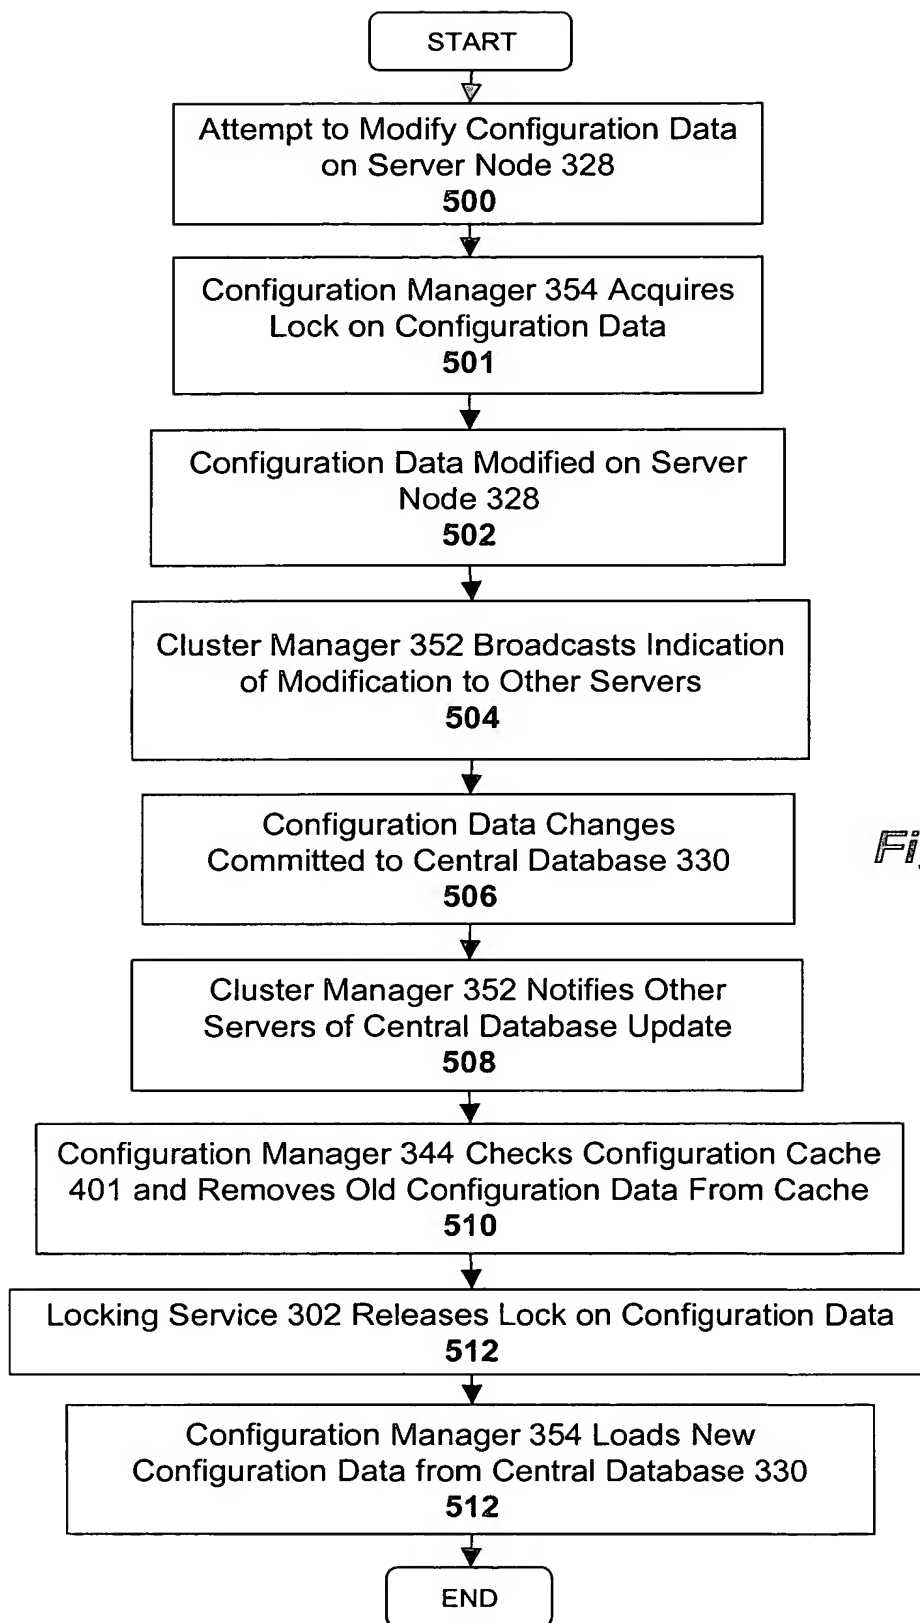 START
Attempt to Modify Configuration Data
on Server Node 328
500
Configuration Manager 354 Acquires
Lock on Configuration Data
501
Configuration Data Modified on Server
Node 328
502
Cluster Manager 352 Broadcasts Indication
of Modification to Other Servers
504
Configuration Data Changes
Committed to Central Database 330
506
Cluster Manager 352 Notifies Other
Servers of Central Database Update
508
Configuration Manager 344 Checks Configuration Cache
401 and Removes Old Configuration Data From Cache
510
Locking Service 302 Releases Lock on Configuration Data
512
Configuration Manager 354 Loads New
Configuration Data from Central Database 330
512
END